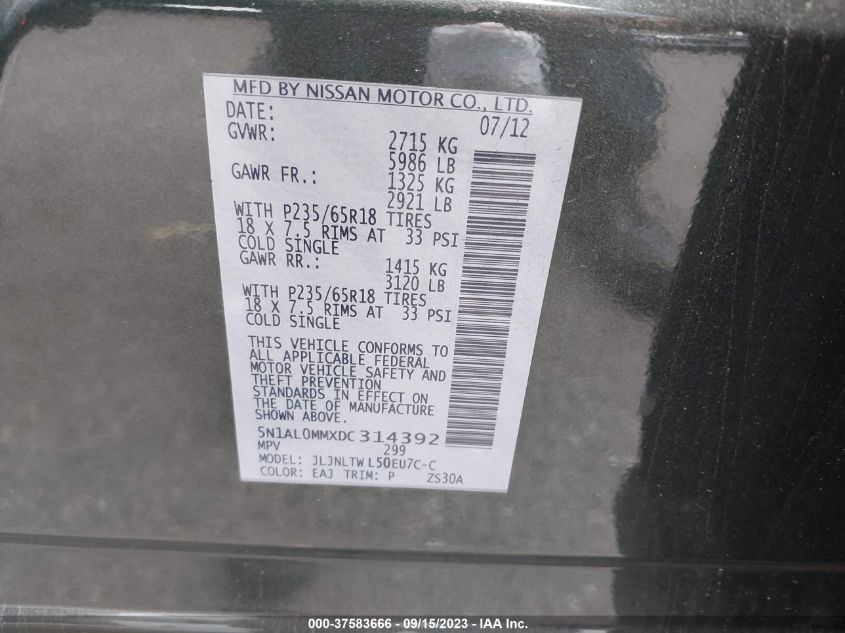 MFD BY NISSAN MOTOR CO., LTD.
DATE: 07/12
GVWR: 2715 KG
5986 LB
GAWR FR.: 1325 KG
2921 LB
WITH P235/65R18 TIRES
18 X 7.5 RIMS AT 33 PSI
COLD SINGLE
GAWR RR.: 1415 KG
3120 LB
WITH P235/65R18 TIRES
18 X 7.5 RIMS AT 33 PSI
COLD SINGLE
THIS VEHICLE CONFORMS TO
ALL APPLICABLE FEDERAL
MOTOR VEHICLE SAFETY AND
THEFT PREVENTION
STANDARDS IN EFFECT ON
THE DATE OF MANUFACTURE
SHOWN ABOVE.
5N1AL0MMXDC314392
MPV 299
MODEL: JLJNLTWL50EU7C-C
COLOR: EAJ TRIM: P ZS30A
000-37583666 - 09/15/2023 - IAA Inc.